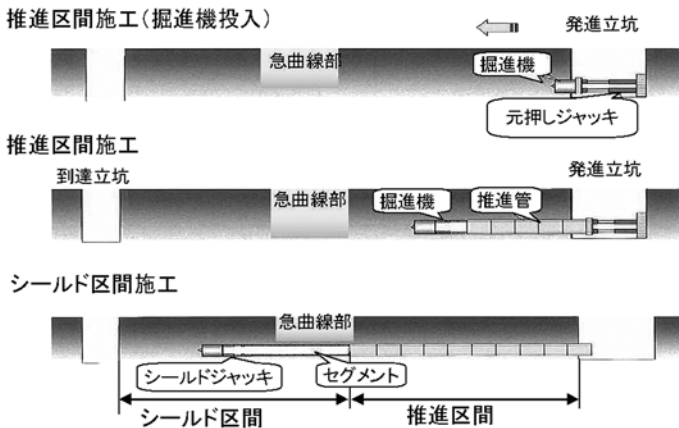 推進区間施工（掘進機投入）
発進立坑
急曲線部
掘進機
元押しジャッキ
推進区間施工
到達立坑
発進立坑
急曲線部
掘進機
推進管
シールド区間施工
急曲線部
シールドジャッキ
セグメント
シールド区間
推進区間